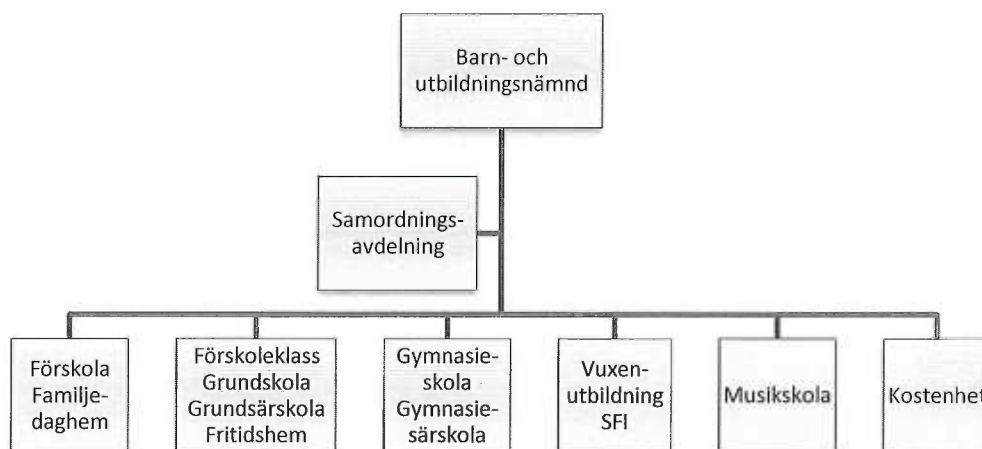 Barn- och
utbildningsnämnd
Samordnings-
avdelning
Förskola
Familje-
daghem
Förskoleklass
Grundskola
Grundsärskola
Fritidshem
Gymnasie-
skola
Gymnasie-
särskola
Vuxen-
utbildning
SFI
Musikskola
Kostenhet